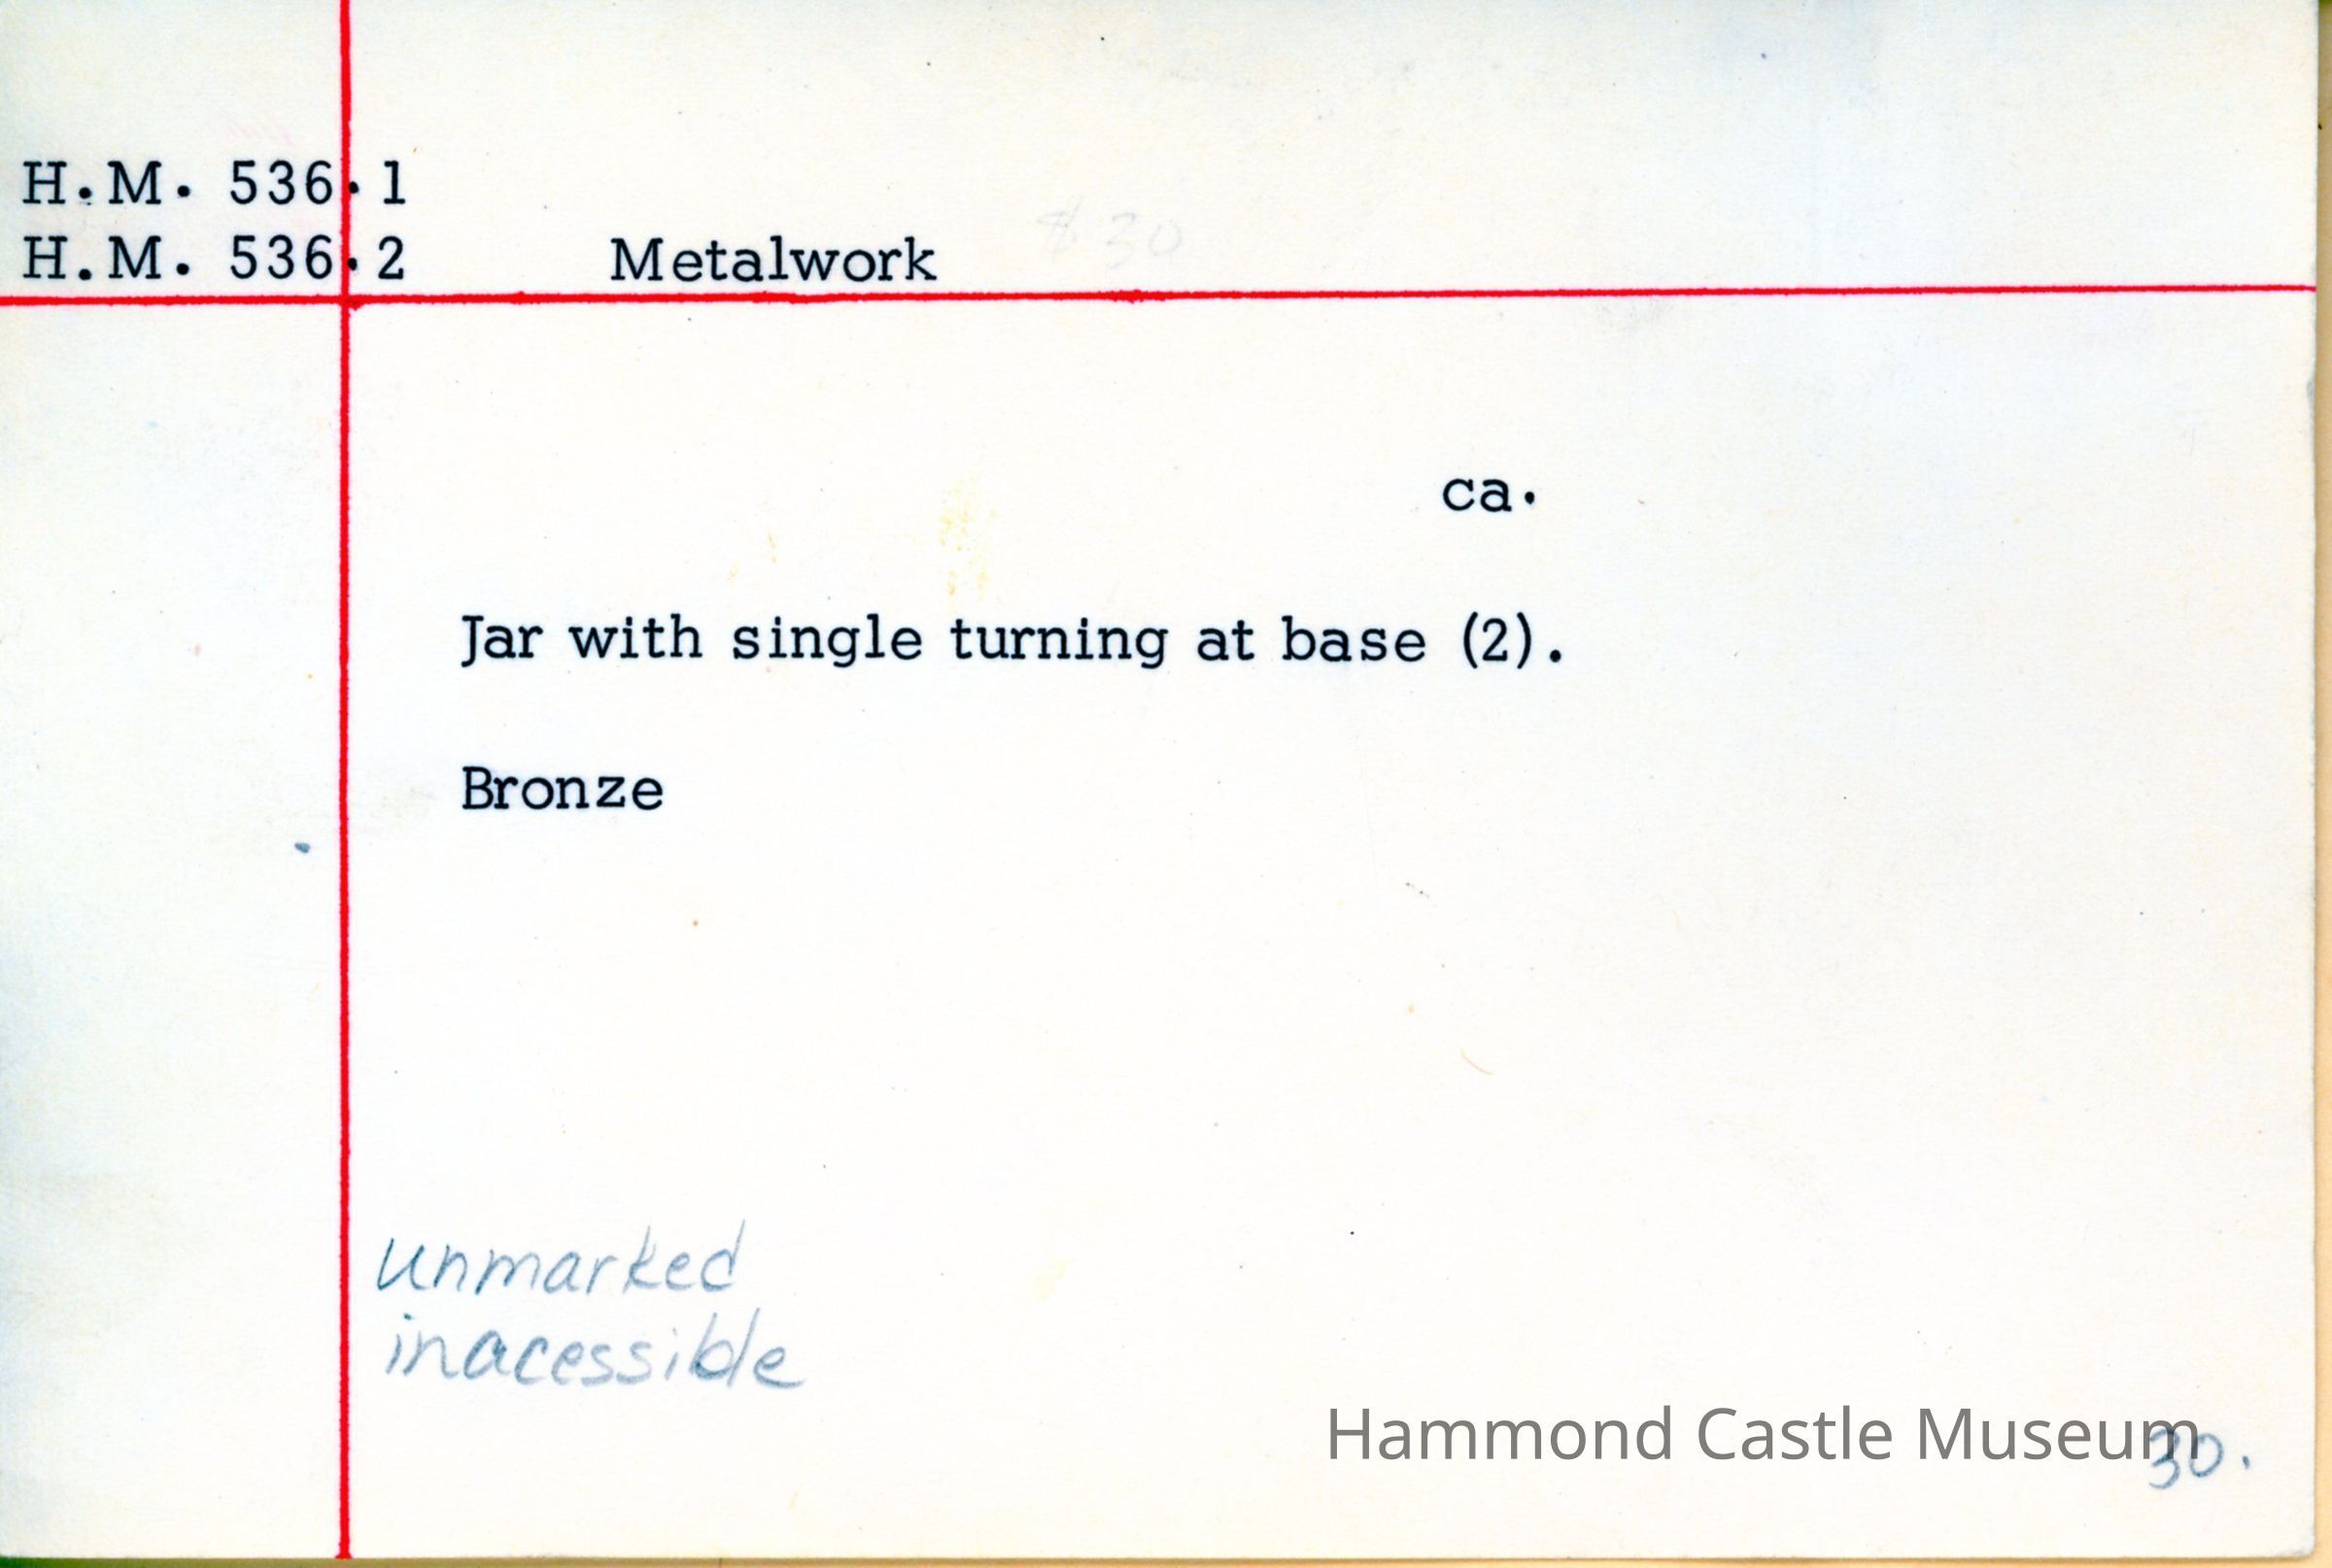 H.M. 536.1
H.M. 536.2 Metalwork $30
ca.
Jar with single turning at base (2).
Bronze
unmarked
inacessible
Hammond Castle Museum
30.